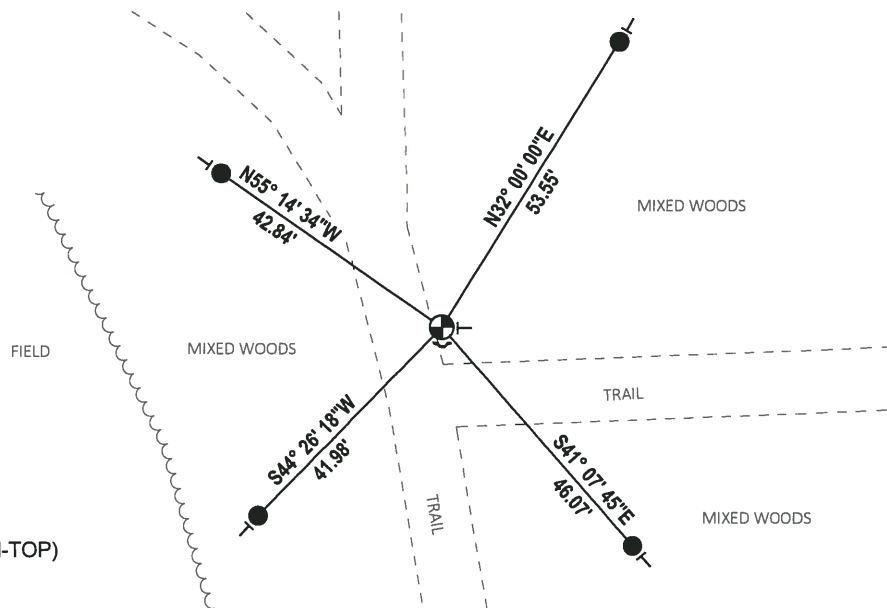 N32° 00' 00"E
53.55'
N55° 14' 34"W
42.84'
MIXED WOODS
FIELD
MIXED WOODS
TRAIL
S44° 26' 18"W
41.98'
S41° 07' 45"E
46.07'
TRAIL
MIXED WOODS
-TOP)